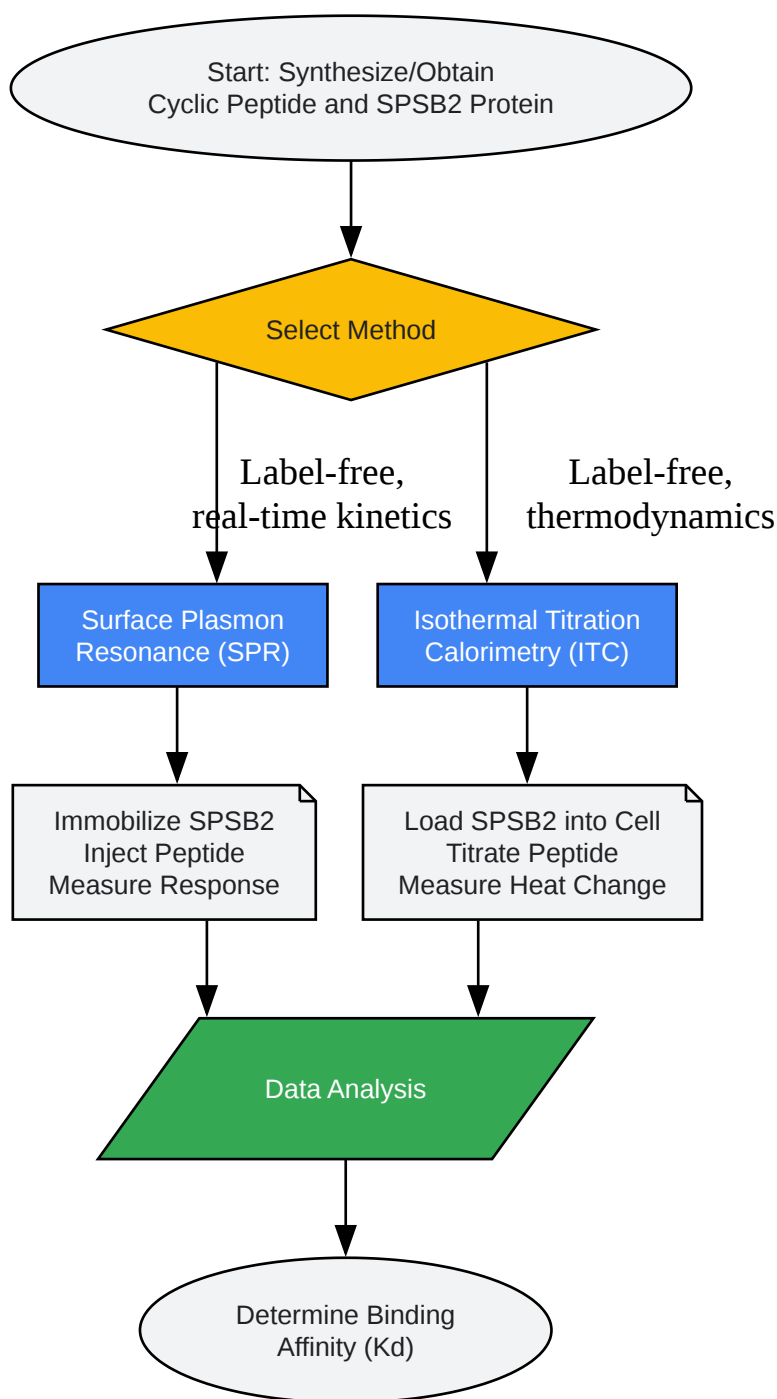 Start: Synthesize/Obtain
Cyclic Peptide and SPSB2 Protein
Select Method
Label-free,
real-time kinetics
Label-free,
thermodynamics
Surface Plasmon
Resonance (SPR)
Isothermal Titration
Calorimetry (ITC)
Immobilize SPSB2
Inject Peptide
Measure Response
Load SPSB2 into Cell
Titrate Peptide
Measure Heat Change
Data Analysis
Determine Binding
Affinity (Kd)